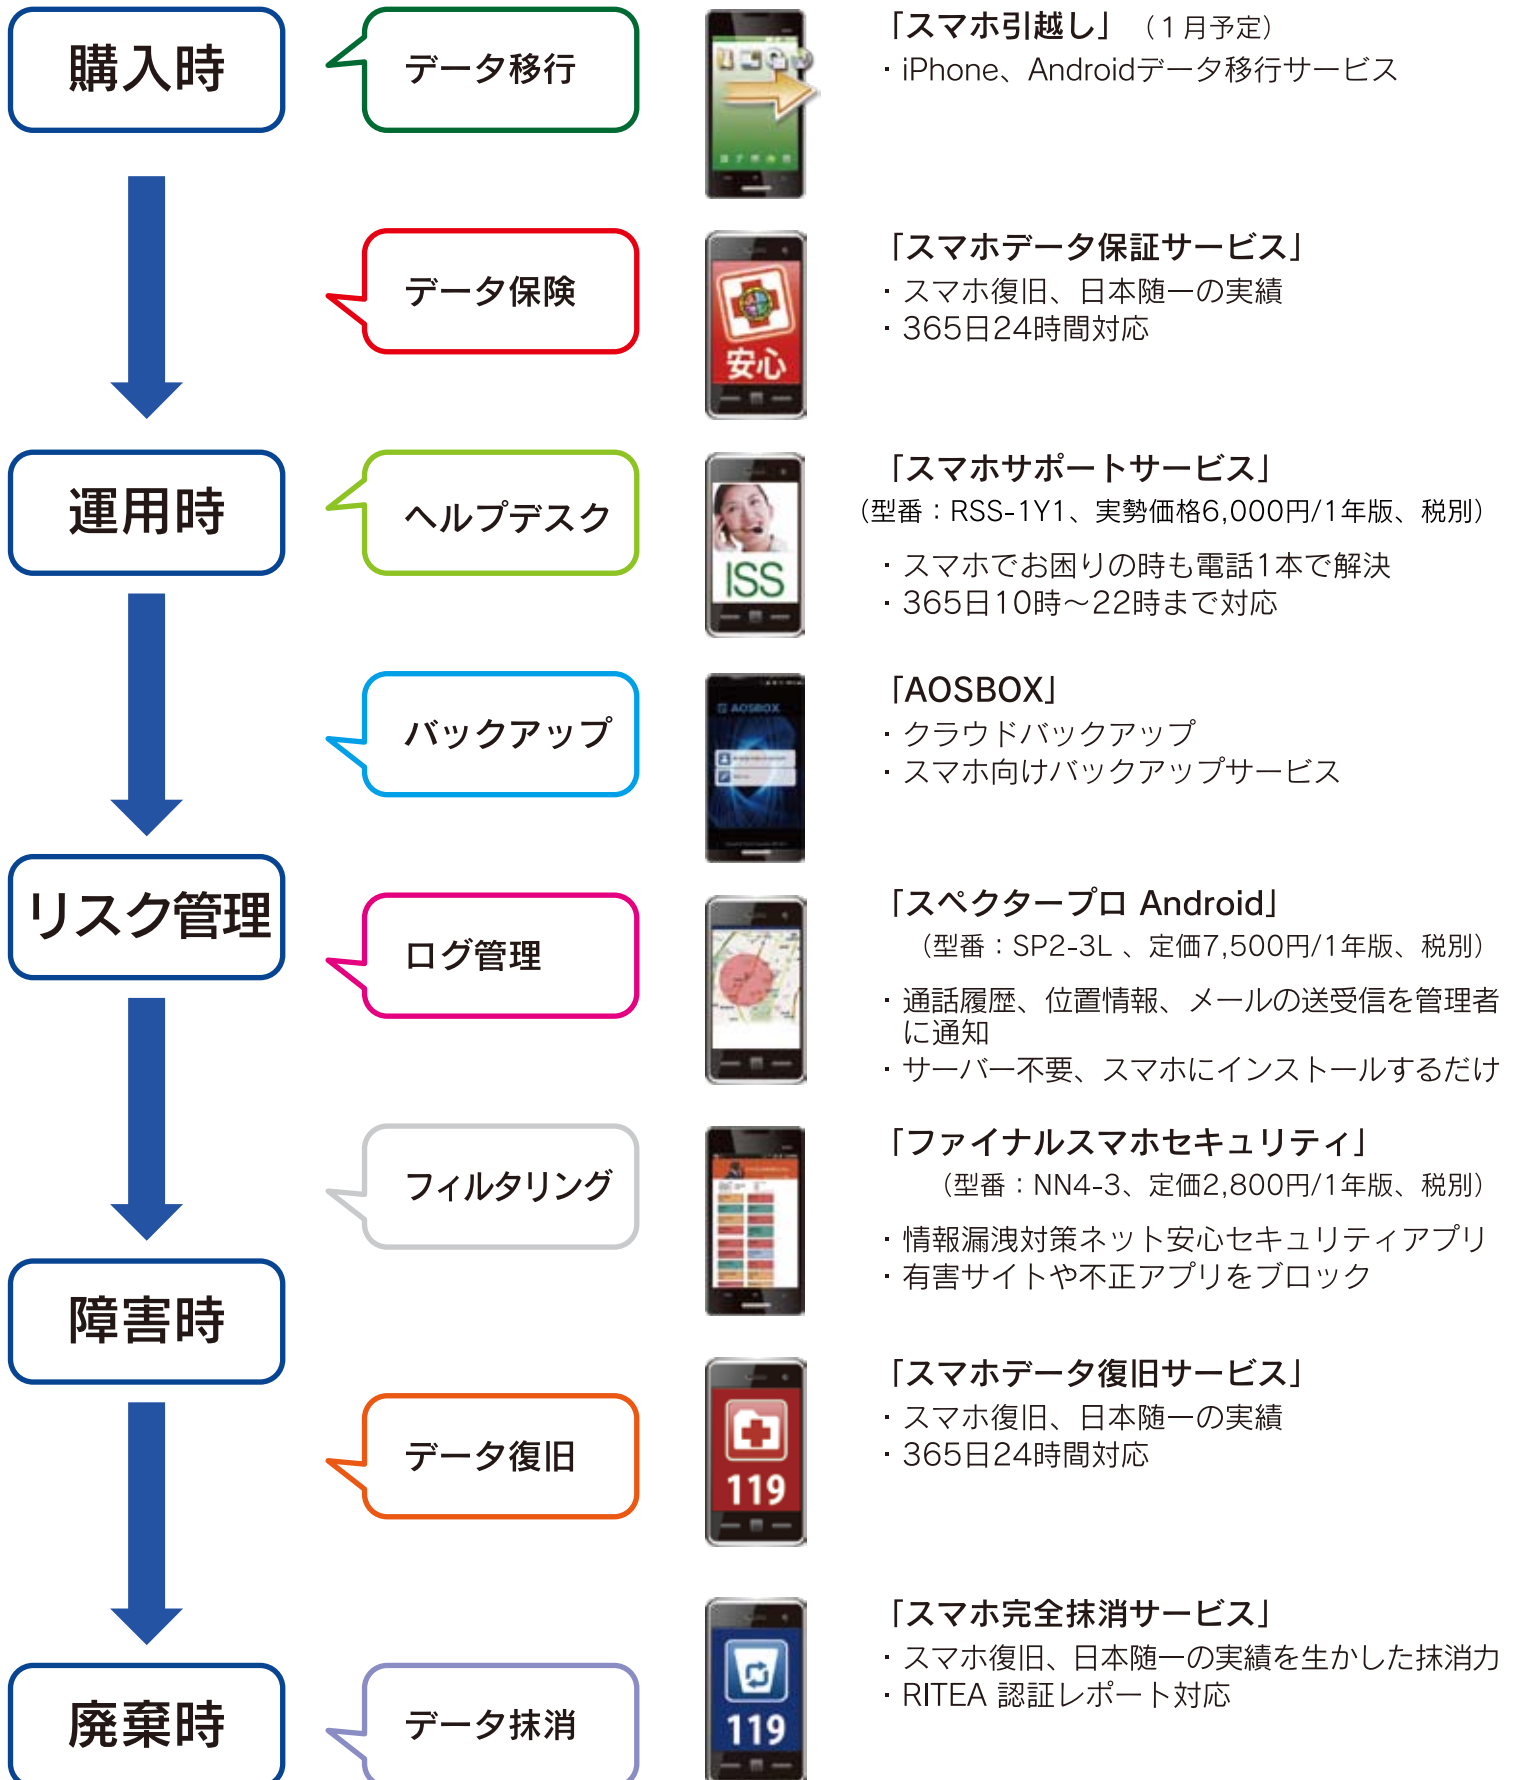 購入時
データ移行
「スマホ引越し」（１月予定）
・iPhone、Androidデータ移行サービス
データ保険
安心
「スマホデータ保証サービス」
・スマホ復旧、日本随一の実績
・365日24時間対応
運用時
ヘルプデスク
ISS
「スマホサポートサービス」
（型番：RSS-1Y1、実勢価格6,000円/1年版、税別）
・スマホでお困りの時も電話1本で解決
・365日10時～22時まで対応
バックアップ
AOSBOX
「AOSBOX」
・クラウドバックアップ
・スマホ向けバックアップサービス
リスク管理
ログ管理
「スペクタープロ Android」
（型番：SP2-3L 、定価7,500円/1年版、税別）
・通話履歴、位置情報、メールの送受信を管理者
に通知
・サーバー不要、スマホにインストールするだけ
フィルタリング
「ファイナルスマホセキュリティ」
（型番：NN4-3、定価2,800円/1年版、税別）
・情報漏洩対策ネット安心セキュリティアプリ
・有害サイトや不正アプリをブロック
障害時
データ復旧
119
「スマホデータ復旧サービス」
・スマホ復旧、日本随一の実績
・365日24時間対応
廃棄時
データ抹消
119
「スマホ完全抹消サービス」
・スマホ復旧、日本随一の実績を生かした抹消力
・RITEA 認証レポート対応